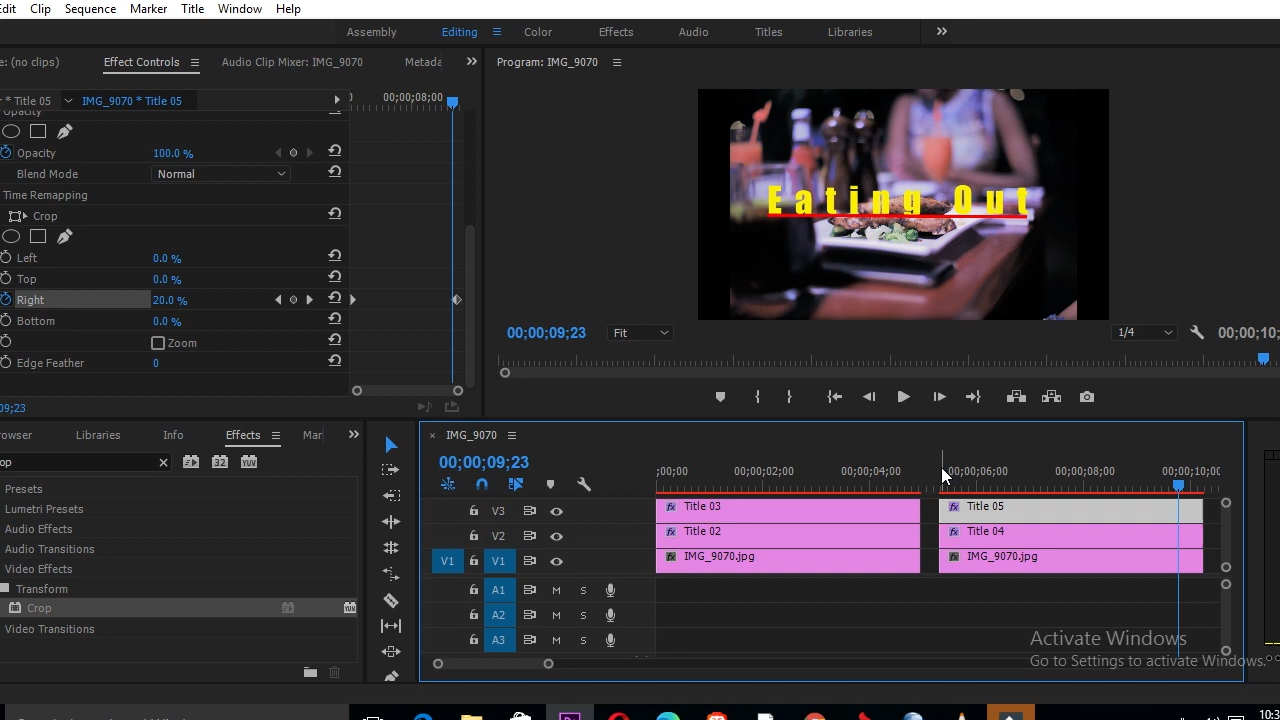 Edit Clip Sequence Marker Title Window Help
Assembly Editing Color Effects Audio Titles Libraries
(no clips) Effect Controls Audio Clip Mixer: IMG_9070 Program: IMG_9070
* Title 05 IMG_9070 * Title 05 00;00;08;00
Opacity
Opacity 100.0 %
Blend Mode Normal
Time Remapping
Crop
Left 0.0 %
Top 0.0 %
Right 20.0 %
Bottom 0.0 %
Zoom
Edge Feather 0
Eating Out
00;00;09;23 Fit 1/4 00;00;10;
09;23
Libraries Info Effects
op
Presets
Lumetri Presets
Audio Effects
Audio Transitions
Video Effects
Transform
Crop
Video Transitions
IMG_9070
00;00;09;23
;00;00 00;00;02;00 00;00;04;00 00;00;06;00 00;00;08;00 00;00;10;00
V3 Title 03 Title 05
V2 Title 02 Title 04
V1 V1 IMG_9070.jpg IMG_9070.jpg
A1 M S
A2 M S
A3 M S
Activate Windows
Go to Settings to activate Windows.